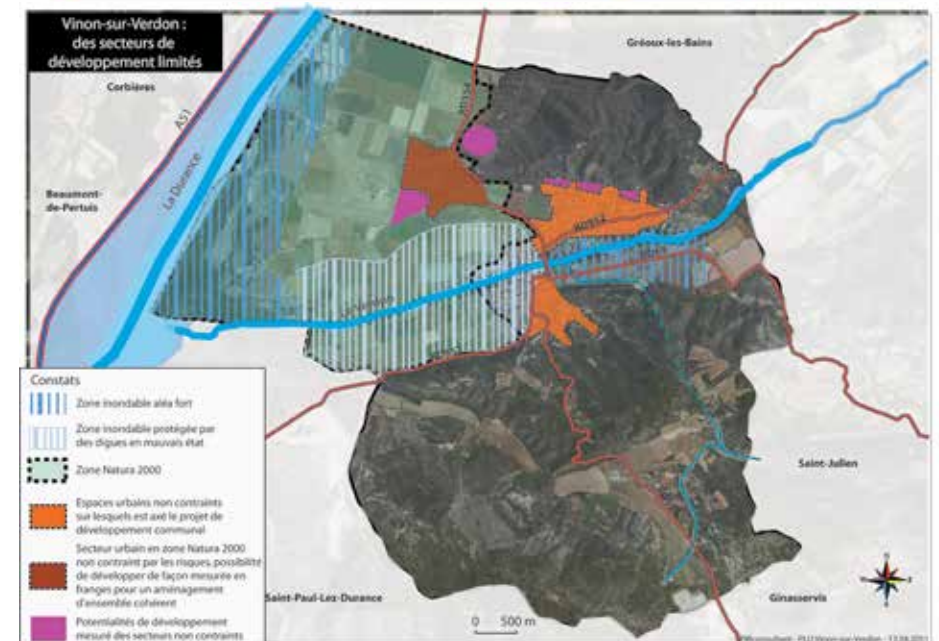 Vinon-sur-Verdon :
des secteurs de
développement limités
Gréoux-les-Bains
Corbières
A51
La Durance
Beaumont-
de-Pertuis
Constats
Zone inondable aléa fort
Zone inondable protégée par
des digues en mauvais état
Zone Natura 2000
Espaces urbains non contraints
sur lesquels est axé le projet de
développement communal
Secteur urbain en zone Natura 2000
non contraint par les risques, possibilité
de développer de façon mesurée en
franges pour un aménagement
d'ensemble cohérent
Potentialités de développement
mesuré des secteurs non contraints
Saint-Julien
Saint-Paul-Lez-Durance
Ginasservis
0 500 m